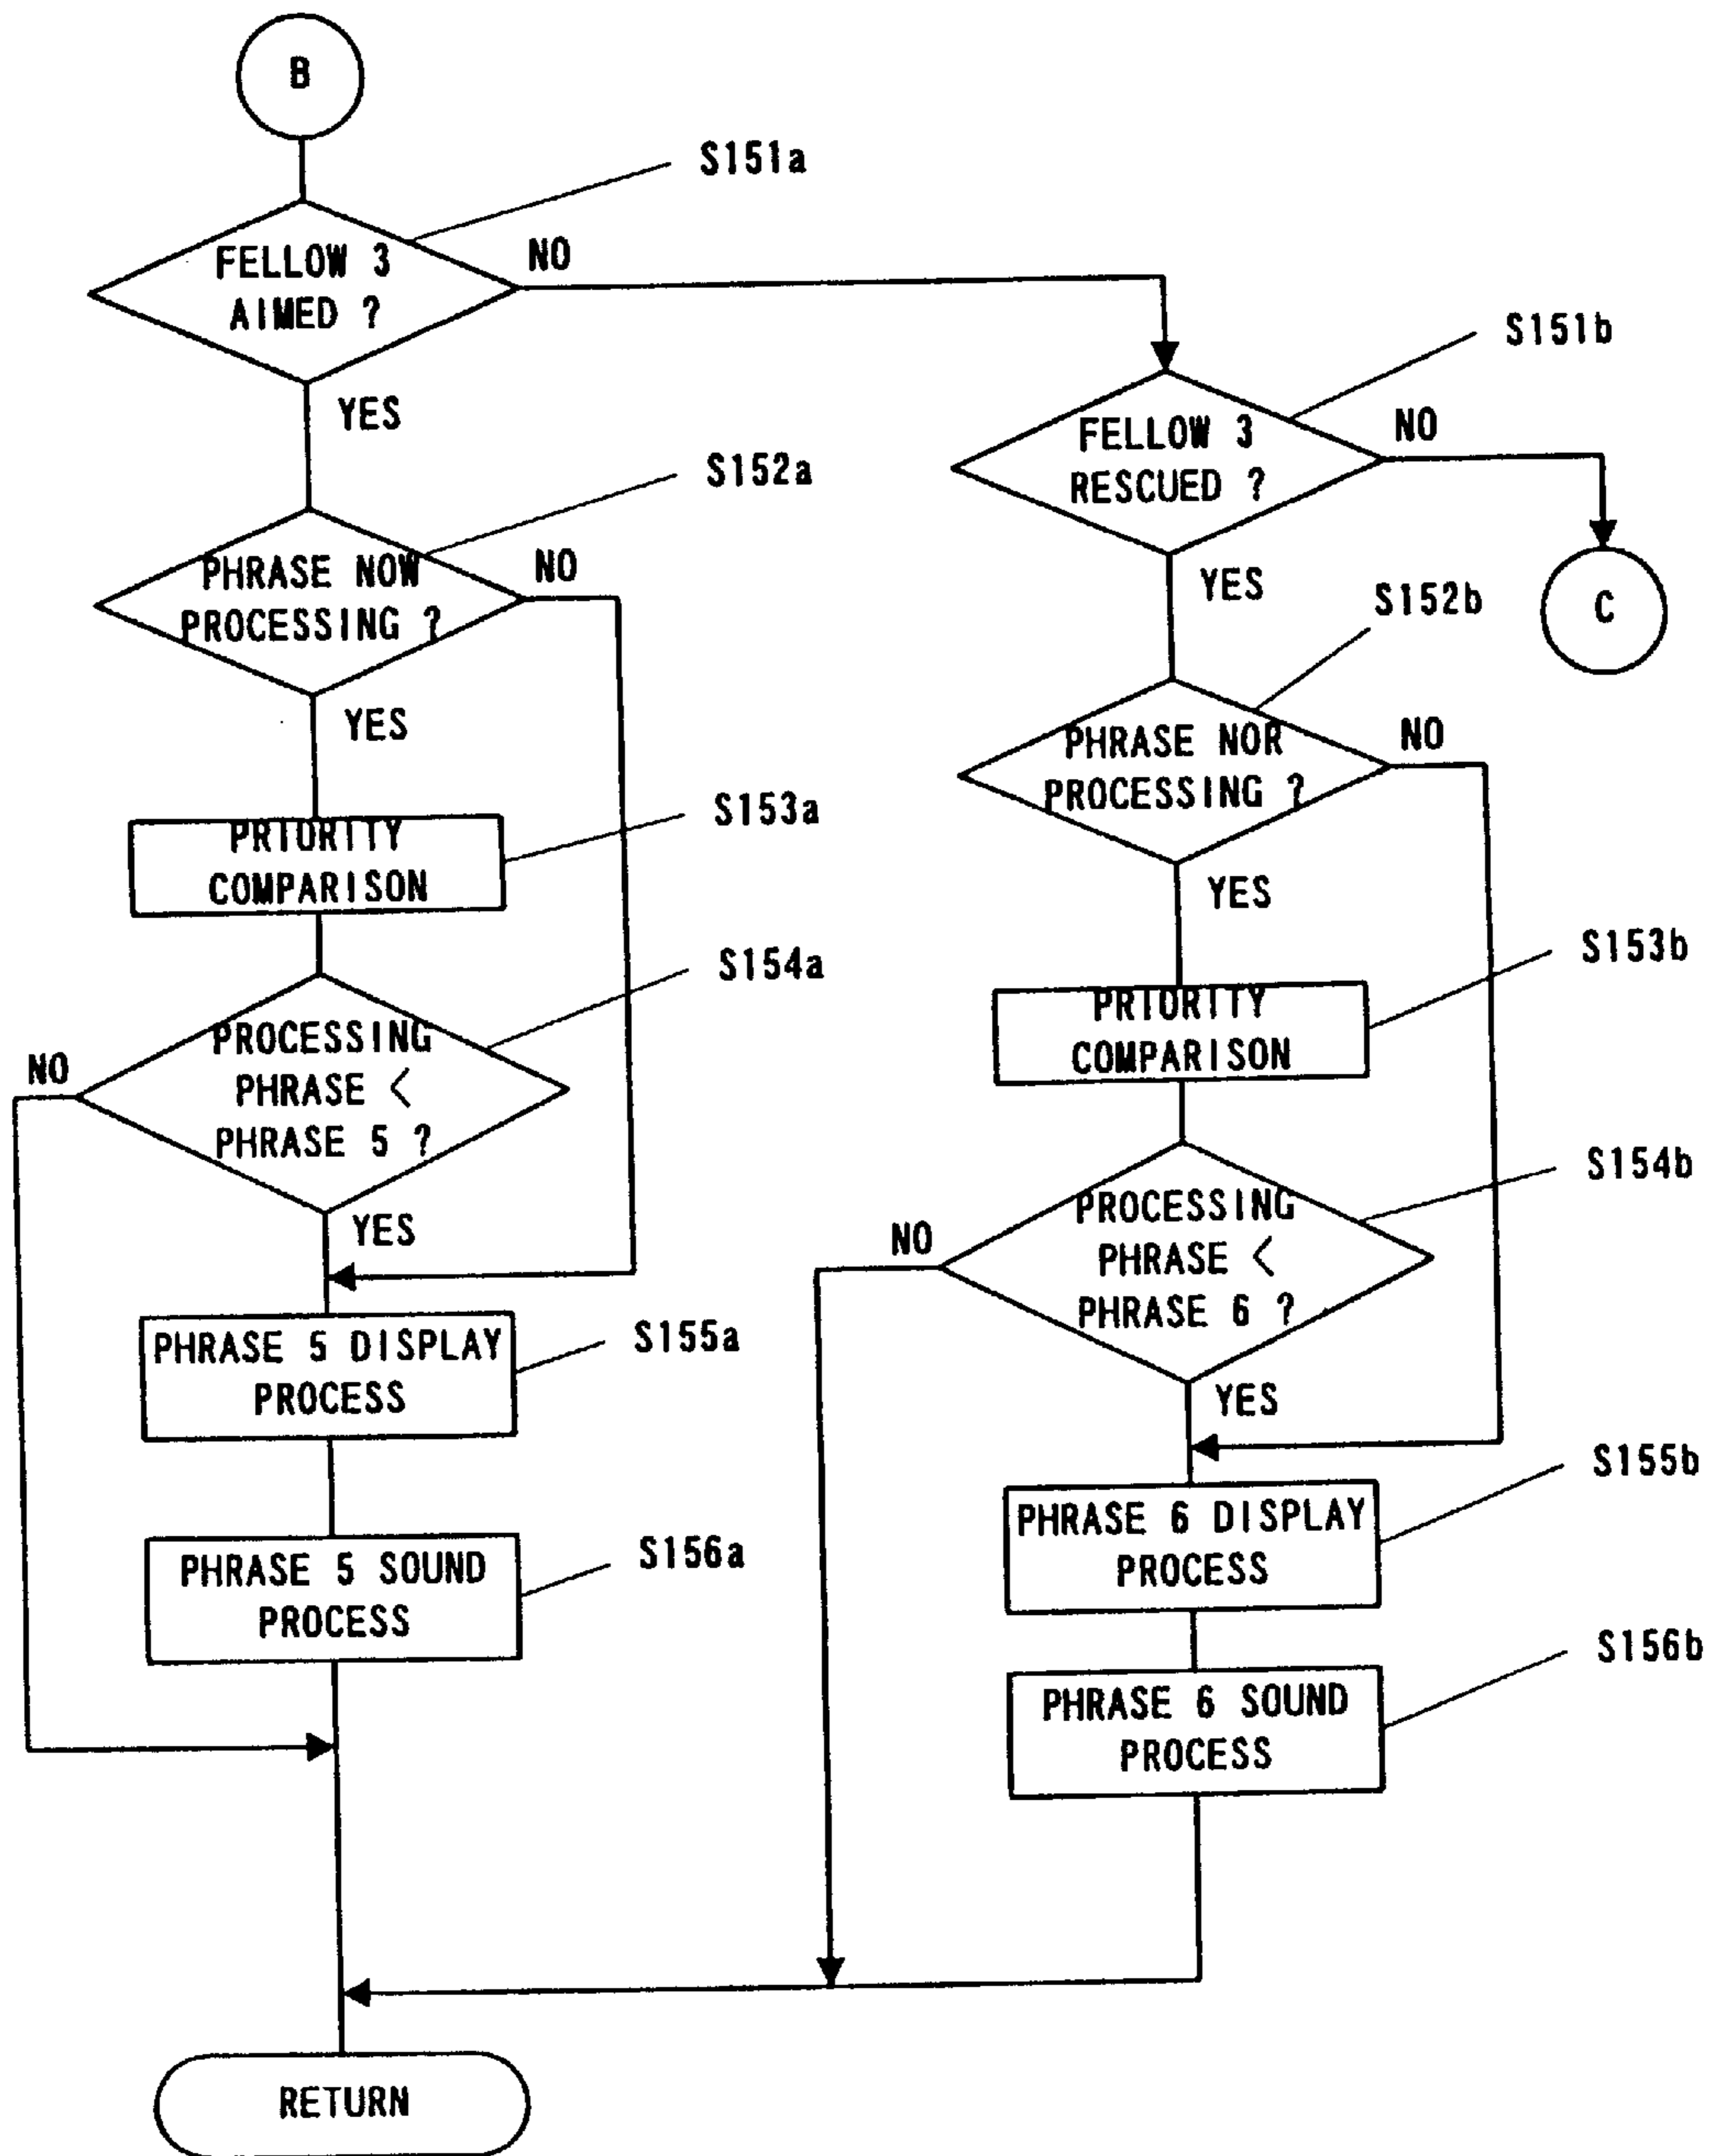 B
S151a
FELLOW 3
AIMED ?
NO
YES
S151b
FELLOW 3
RESCUED ?
NO
YES
C
S152a
PHRASE NOW
PROCESSING ?
NO
YES
S152b
PHRASE NOR
PROCESSING ?
NO
YES
S153a
PRIORITY
COMPARISON
S153b
PRIORITY
COMPARISON
S154a
PROCESSING
PHRASE <
PHRASE 5 ?
NO
YES
S154b
PROCESSING
PHRASE <
PHRASE 6 ?
NO
YES
S155a
PHRASE 5 DISPLAY
PROCESS
S155b
PHRASE 6 DISPLAY
PROCESS
S156a
PHRASE 5 SOUND
PROCESS
S156b
PHRASE 6 SOUND
PROCESS
RETURN